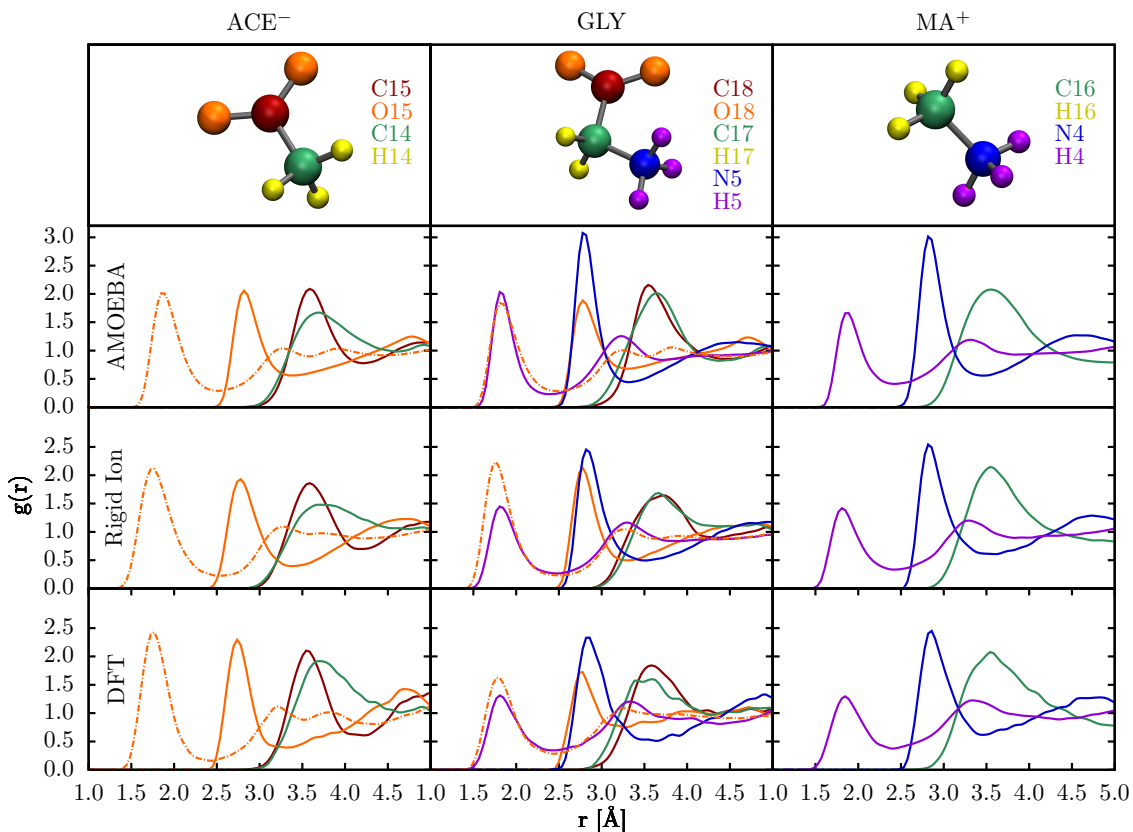 ACE⁻ GLY MA⁺
C15 C18 C16
O15 O18 H16
C14 C17 N4
H14 H17 H4
N5
H5
g(r)
AMOEBA
3.0
2.5
2.0
1.5
1.0
0.5
0.0
Rigid Ion
2.5
2.0
1.5
1.0
0.5
0.0
DFT
2.5
2.0
1.5
1.0
0.5
0.0
1.0 1.5 2.0 2.5 3.0 3.5 4.0 4.5 1.0 1.5 2.0 2.5 3.0 3.5 4.0 4.5 1.0 1.5 2.0 2.5 3.0 3.5 4.0 4.5 5.0
r [Å]